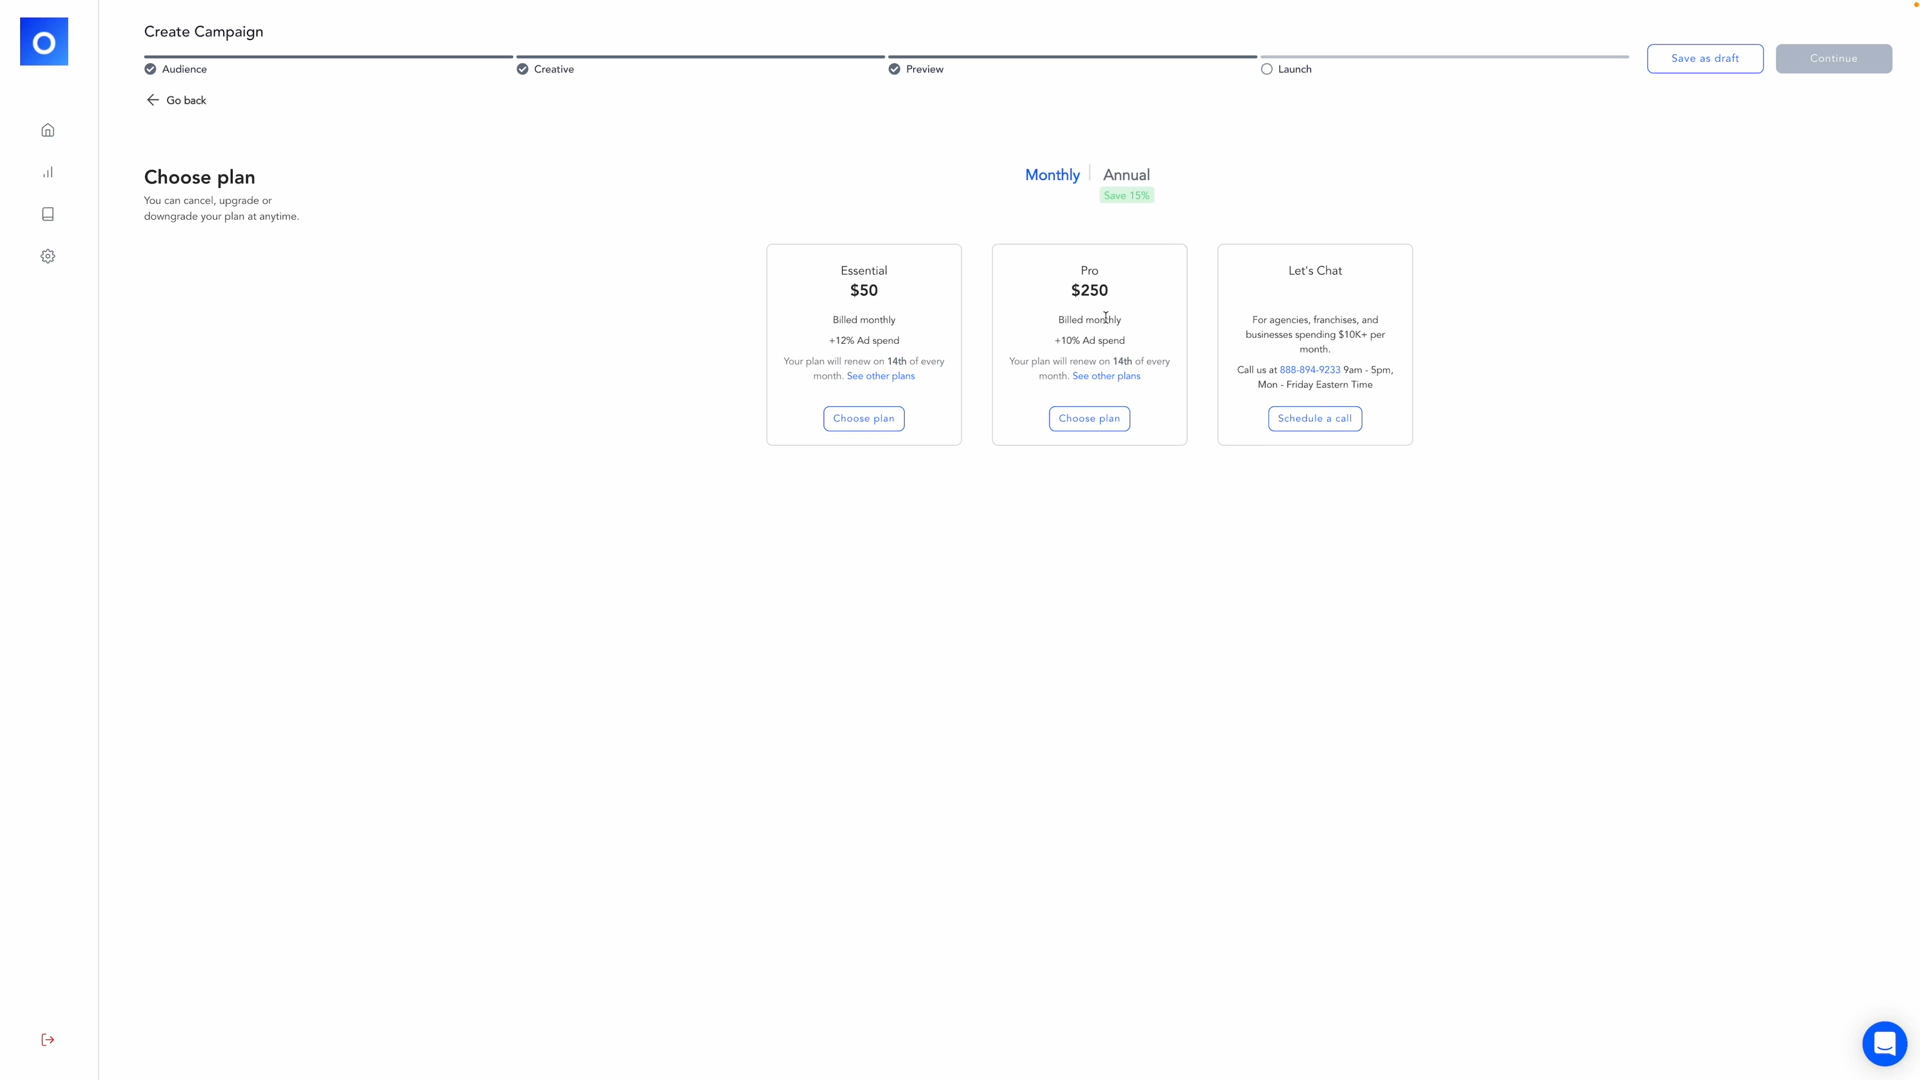 Create Campaign
Audience
Creative
Preview
Launch
Save as draft
Continue
Go back
Choose plan
You can cancel, upgrade or
downgrade your plan at anytime.
Monthly
Annual
Save 15%
Essential
$50
Billed monthly
+12% Ad spend
Your plan will renew on 14th of every
month. See other plans
Choose plan
Pro
$250
Billed monthly
+10% Ad spend
Your plan will renew on 14th of every
month. See other plans
Choose plan
Let's Chat
For agencies, franchises, and
businesses spending $10K+ per
month.
Call us at 888-894-9233 9am - 5pm,
Mon - Friday Eastern Time
Schedule a call